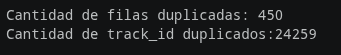 Cantidad de filas duplicadas: 450
Cantidad de track_id duplicados:24259